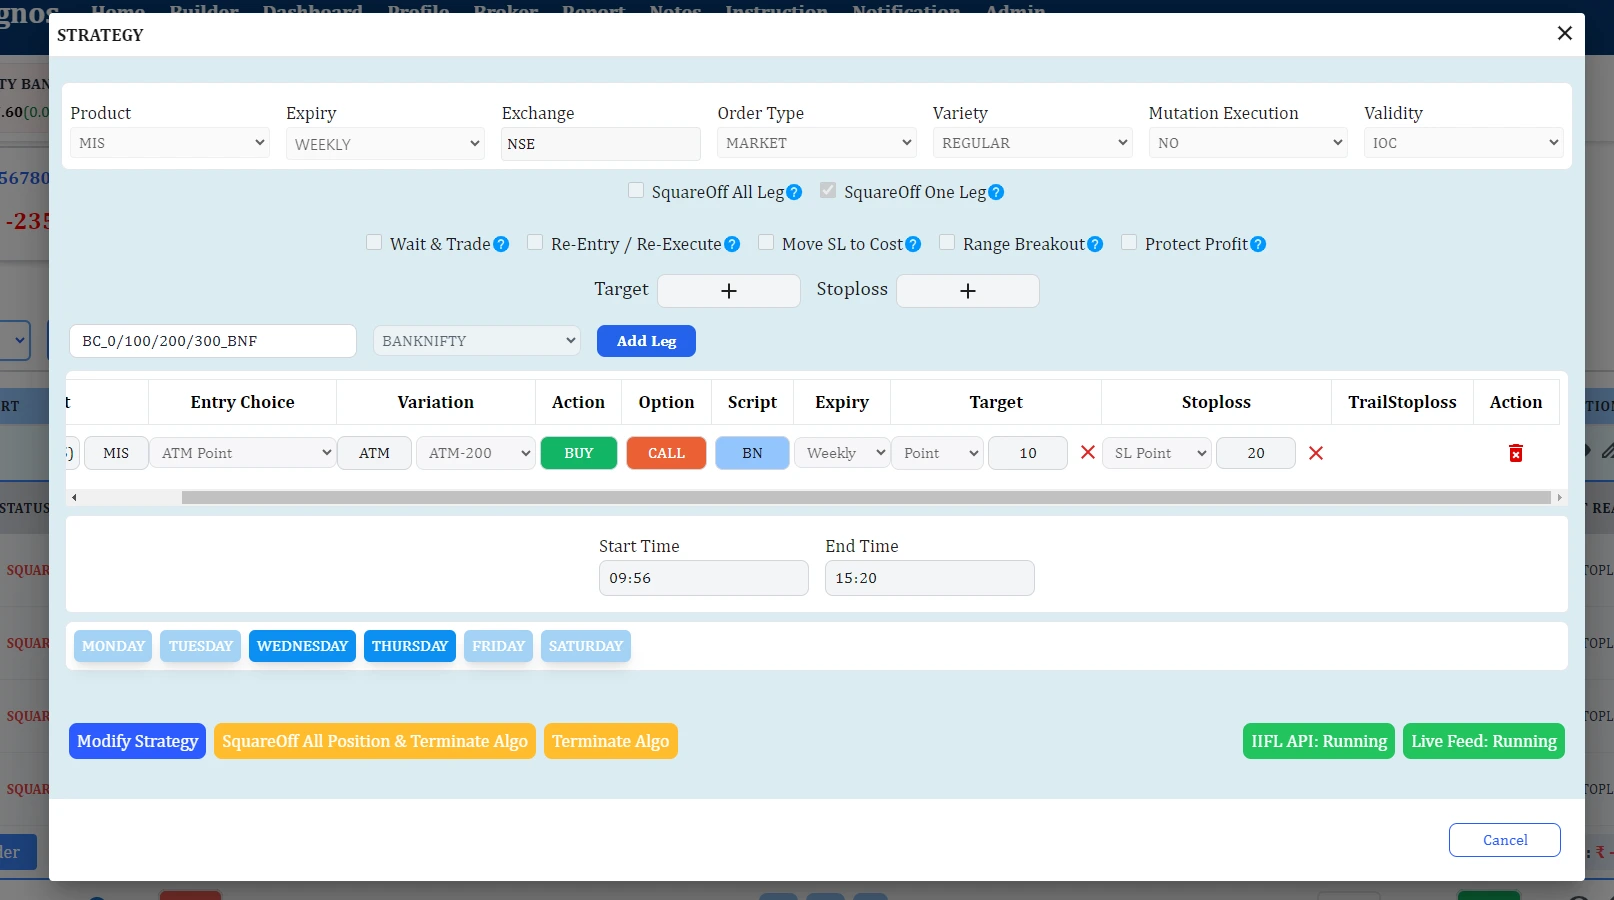 gnos Home Builder Dashboard Profile Broker Report Notes Instruction Notification Admin
STRATEGY
TY BAN
.60(0.0
56780
-235
Product Expiry Exchange Order Type Variety Mutation Execution Validity
MIS WEEKLY NSE MARKET REGULAR NO IOC
SquareOff All Leg? SquareOff One Leg?
Wait & Trade? Re-Entry / Re-Execute? Move SL to Cost? Range Breakout? Protect Profit?
Target + Stoploss +
BC_0/100/200/300_BNF BANKNIFTY Add Leg
RT t Entry Choice Variation Action Option Script Expiry Target Stoploss TrailStoploss Action TION
) MIS ATM Point ATM ATM-200 BUY CALL BN Weekly Point 10 SL Point 20
STATUS T REA
Start Time End Time
SQUAR 09:56 15:20 TOPL
MONDAY TUESDAY WEDNESDAY THURSDAY FRIDAY SATURDAY
SQUAR TOPL
SQUAR TOPL
Modify Strategy SquareOff All Position & Terminate Algo Terminate Algo IIFL API: Running Live Feed: Running
SQUAR TOPL
Cancel
der : ₹ -